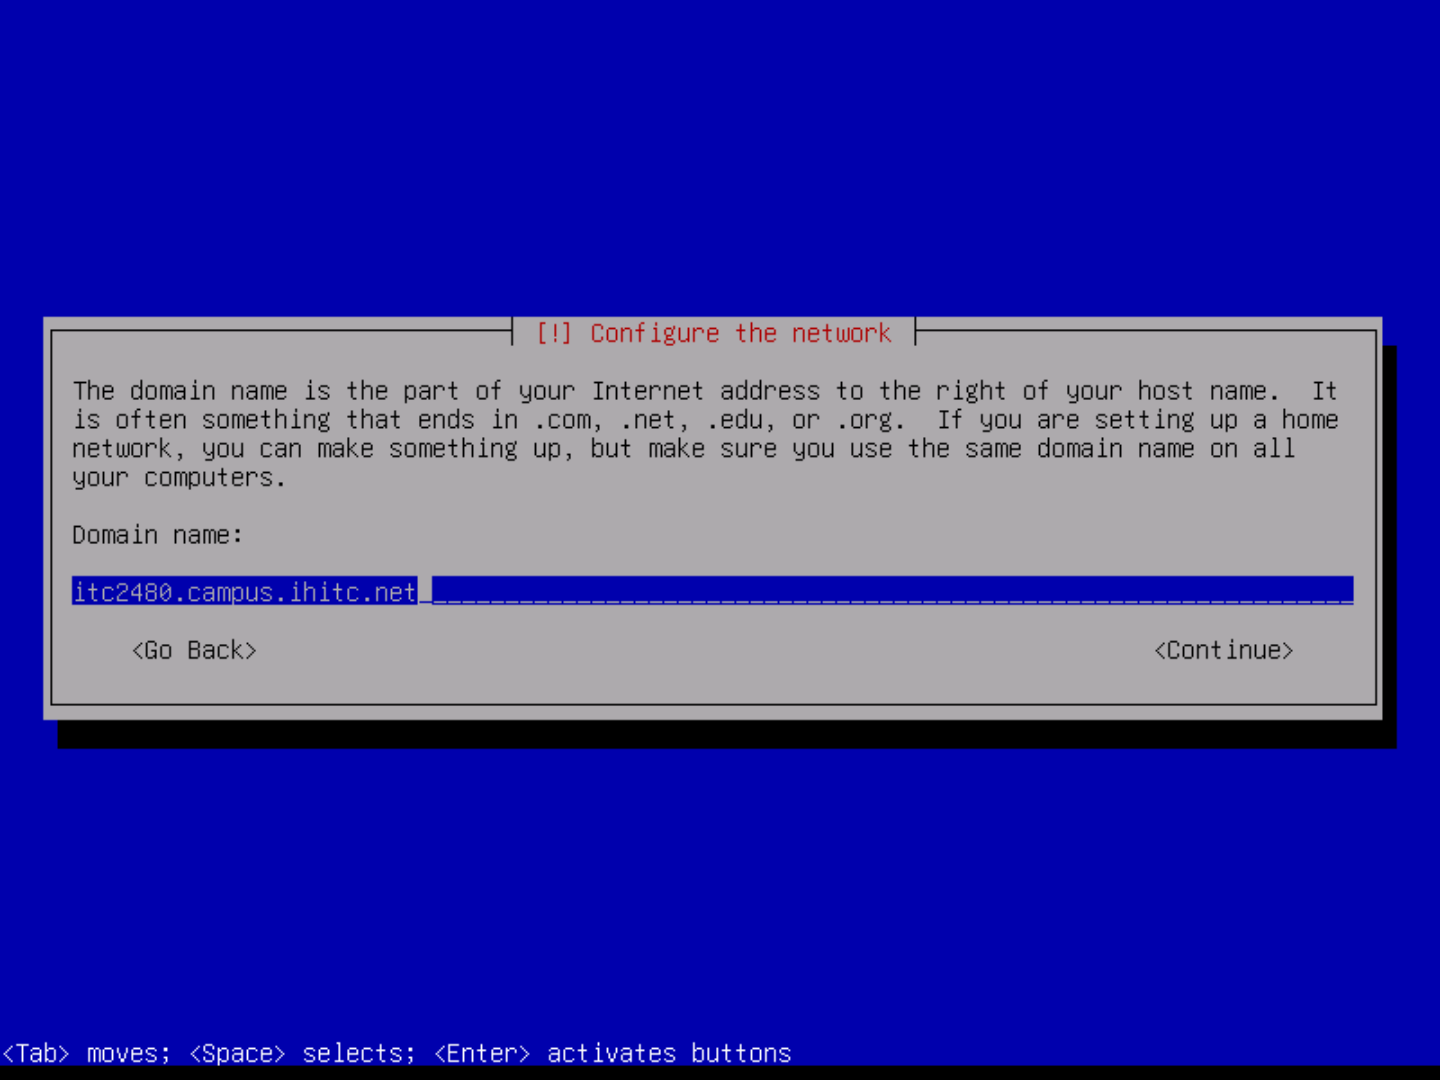 [!] Configure the network
The domain name is the part of your Internet address to the right of your host name.  It
is often something that ends in .com, .net, .edu, or .org.  If you are setting up a home
network, you can make something up, but make sure you use the same domain name on all
your computers.
Domain name:
itc2480.campus.ihitc.net
<Go Back> <Continue>
<Tab> moves; <Space> selects; <Enter> activates buttons